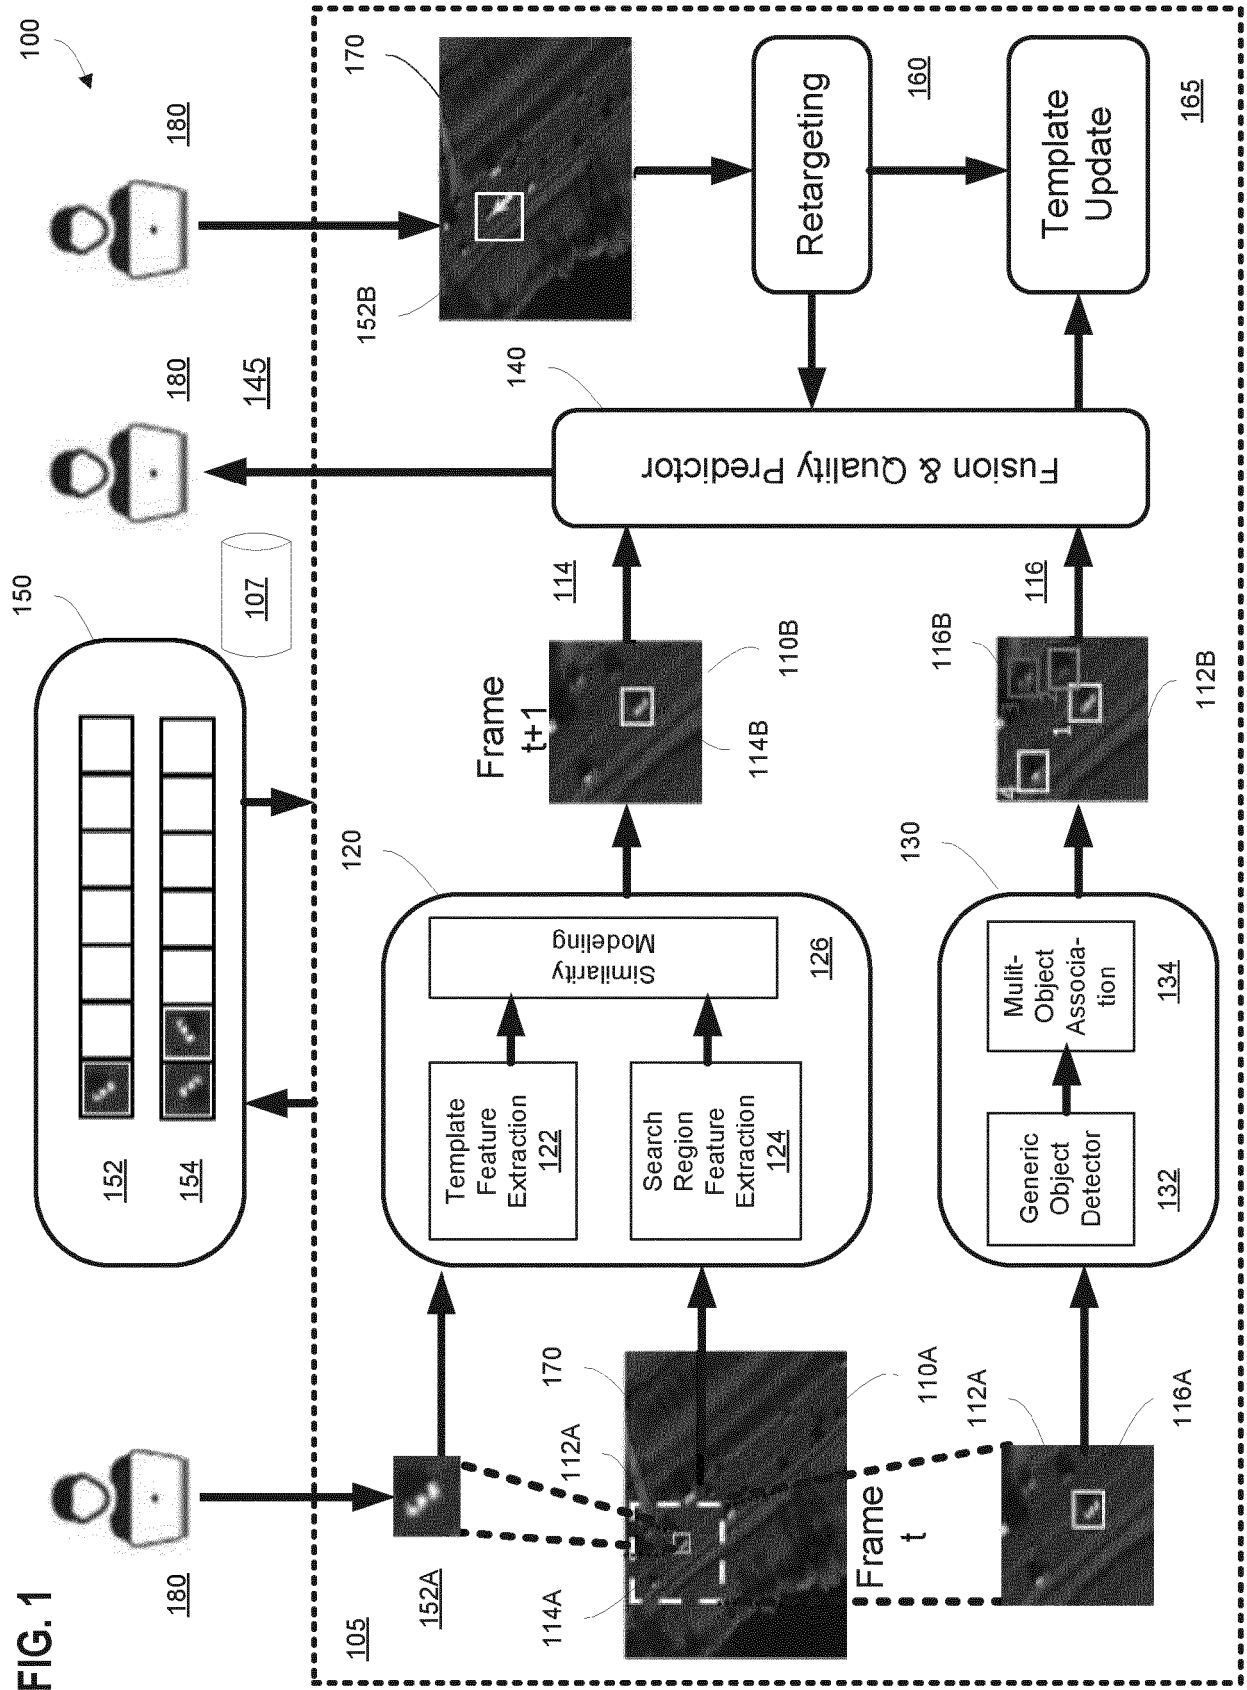 FIG. 1
100
180
180
180
145
150
107
152
154
105
152A
120
Template
Feature
Extraction
122
Search
Region
Feature
Extraction
124
Similarity
Modeling
126
Frame
t+1
114B
110B
114
140
Fusion & Quality Predictor
152B
170
Retargeting
160
Template
Update
165
114A
112A
170
110A
Frame
t
112A
116A
130
Generic
Object
Detector
132
Mulit-
Object
Associa-
tion
134
116B
1
4
112B
116